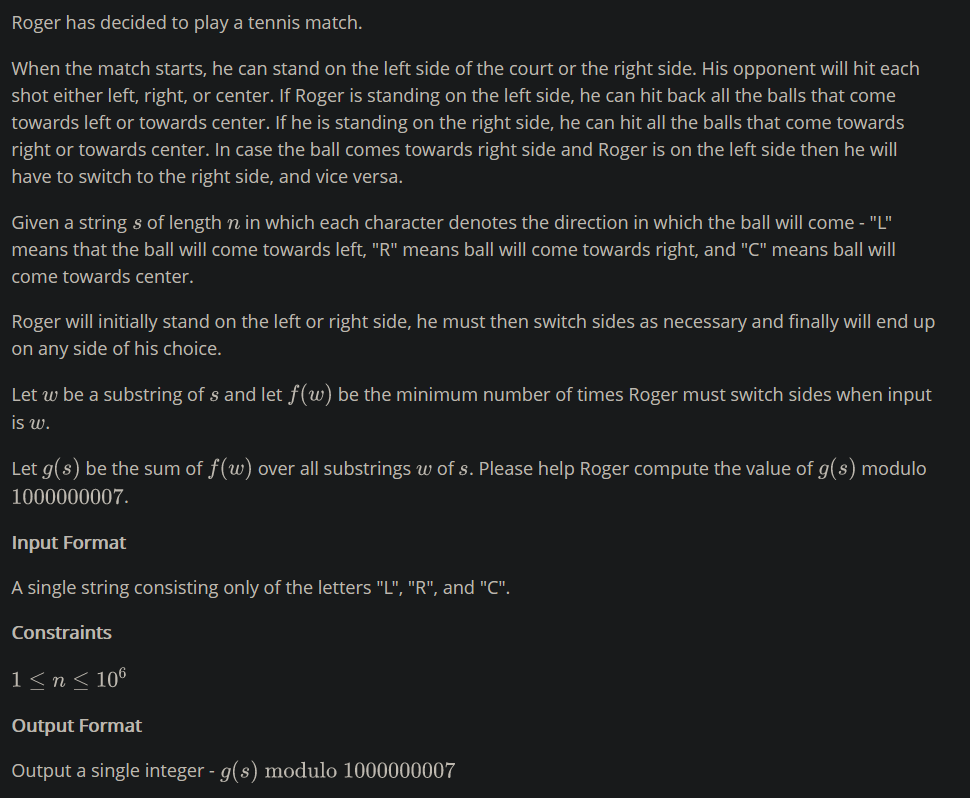 Roger has decided to play a tennis match.
When the match starts, he can stand on the left side of the court or the right side. His opponent will hit each
shot either left, right, or center. If Roger is standing on the left side, he can hit back all the balls that come
towards left or towards center. If he is standing on the right side, he can hit all the balls that come towards
right or towards center. In case the ball comes towards right side and Roger is on the left side then he will
have to switch to the right side, and vice versa.
Given a string s of length n in which each character denotes the direction in which the ball will come - "L"
means that the ball will come towards left, "R" means ball will come towards right, and "C" means ball will
come towards center.
Roger will initially stand on the left or right side, he must then switch sides as necessary and finally will end up
on any side of his choice.
Let w be a substring of s and let f(w) be the minimum number of times Roger must switch sides when input
is w.
Let g(s) be the sum of f(w) over all substrings w of s. Please help Roger compute the value of g(s) modulo
1000000007.
Input Format
A single string consisting only of the letters "L", "R", and "C".
Constraints
1 ≤ n ≤ 10⁶
Output Format
Output a single integer - g(s) modulo 1000000007